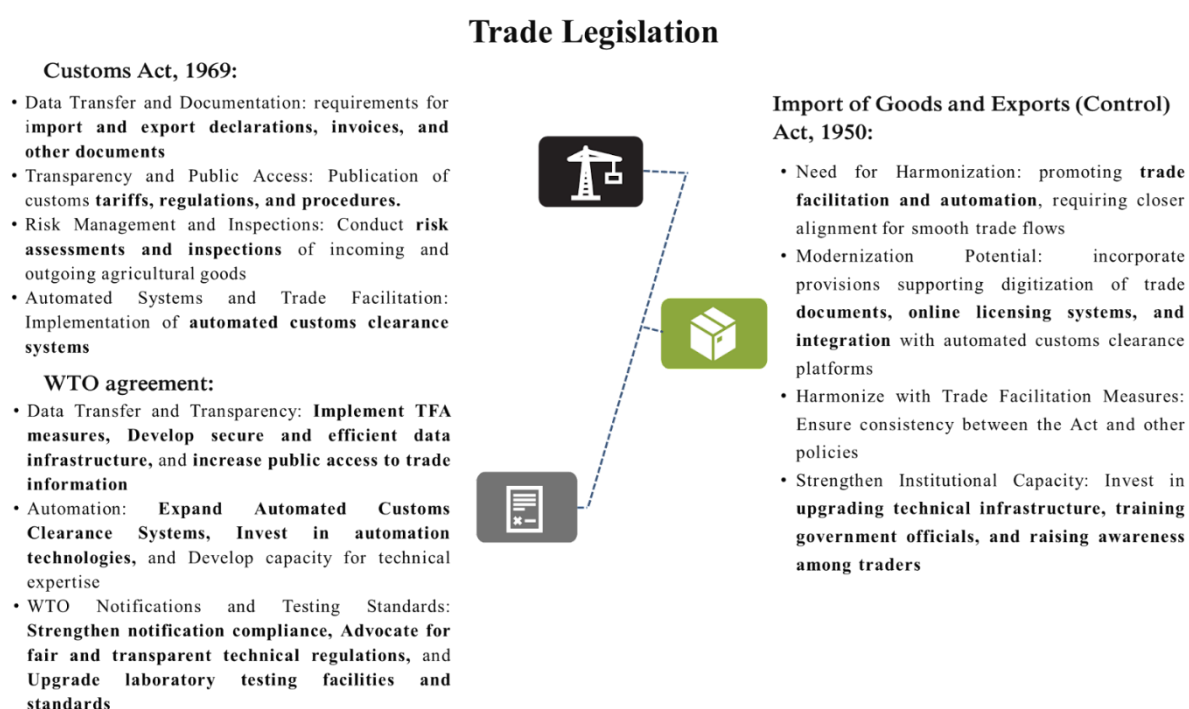 Trade Legislation
Customs Act, 1969:
• Data Transfer and Documentation: requirements for
import and export declarations, invoices, and
other documents
• Transparency and Public Access: Publication of
customs tariffs, regulations, and procedures.
• Risk Management and Inspections: Conduct risk
assessments and inspections of incoming and
outgoing agricultural goods
• Automated Systems and Trade Facilitation:
Implementation of automated customs clearance
systems
WTO agreement:
• Data Transfer and Transparency: Implement TFA
measures, Develop secure and efficient data
infrastructure, and increase public access to trade
information
• Automation: Expand Automated Customs
Clearance Systems, Invest in automation
technologies, and Develop capacity for technical
expertise
• WTO Notifications and Testing Standards:
Strengthen notification compliance, Advocate for
fair and transparent technical regulations, and
Upgrade laboratory testing facilities and
standards
Import of Goods and Exports (Control)
Act, 1950:
• Need for Harmonization: promoting trade
facilitation and automation, requiring closer
alignment for smooth trade flows
• Modernization Potential: incorporate
provisions supporting digitization of trade
documents, online licensing systems, and
integration with automated customs clearance
platforms
• Harmonize with Trade Facilitation Measures:
Ensure consistency between the Act and other
policies
• Strengthen Institutional Capacity: Invest in
upgrading technical infrastructure, training
government officials, and raising awareness
among traders